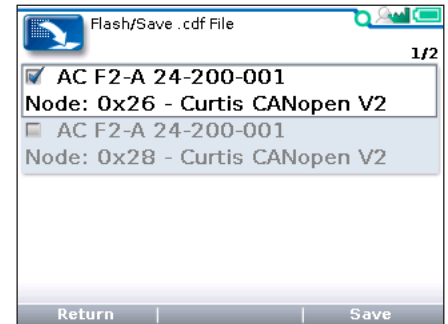 Flash/Save .cdf File
1/2
AC F2-A 24-200-001
Node: 0x26 - Curtis CANopen V2
AC F2-A 24-200-001
Node: 0x28 - Curtis CANopen V2
Return | | Save